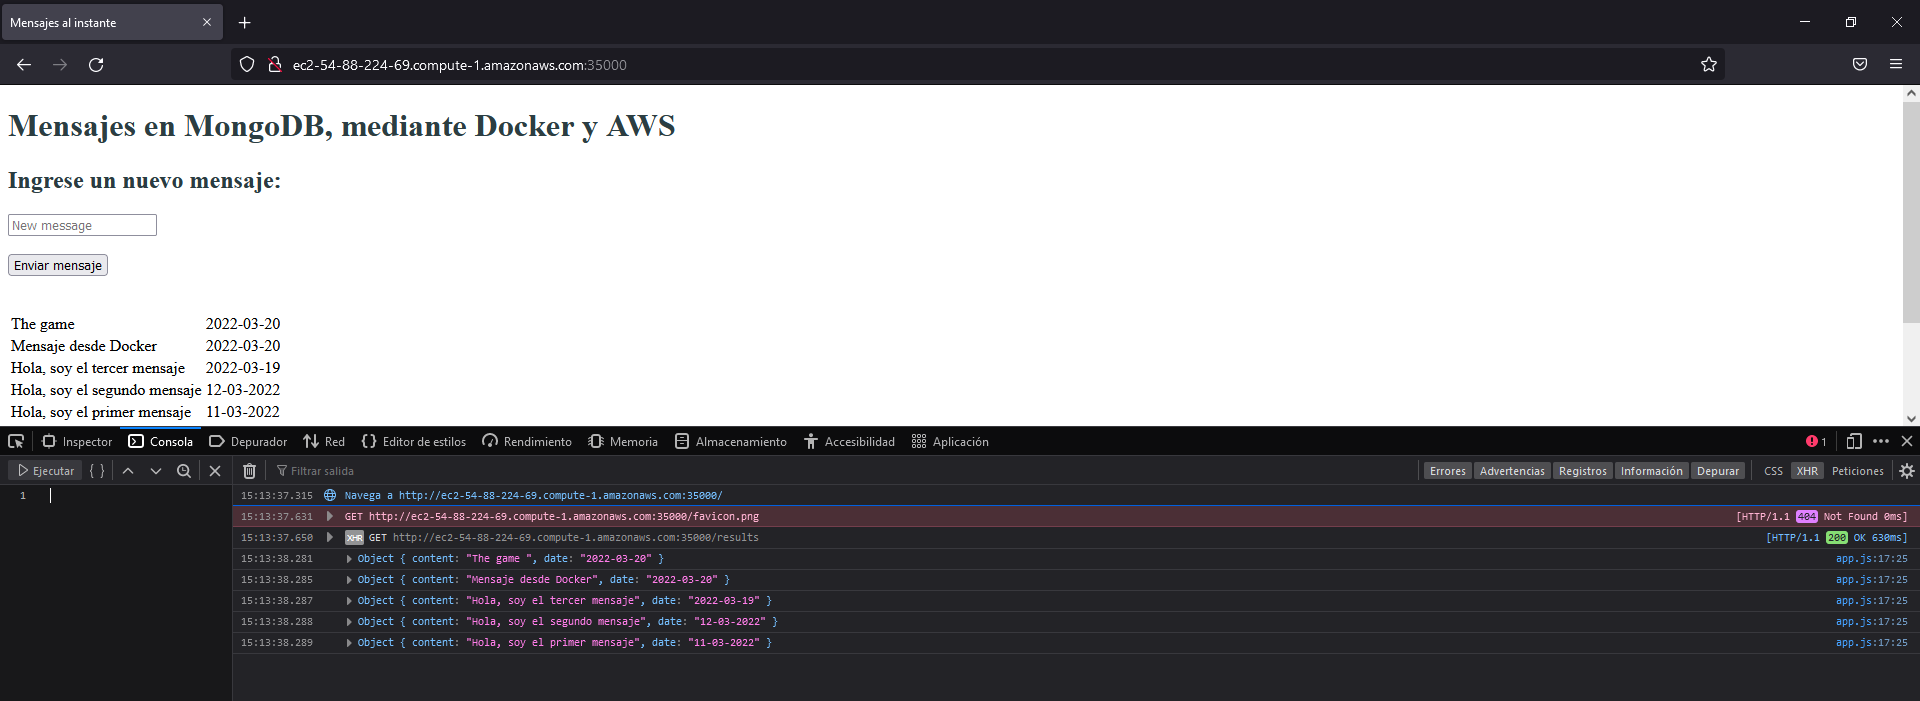 Mensajes al instante
ec2-54-88-224-69.compute-1.amazonaws.com:35000
Mensajes en MongoDB, mediante Docker y AWS
Ingrese un nuevo mensaje:
New message
Enviar mensaje
The game 2022-03-20
Mensaje desde Docker 2022-03-20
Hola, soy el tercer mensaje 2022-03-19
Hola, soy el segundo mensaje 12-03-2022
Hola, soy el primer mensaje 11-03-2022
Inspector Consola Depurador Red {} Editor de estilos Rendimiento Memoria Almacenamiento Accesibilidad Aplicación 1
Ejecutar { } Filtrar salida Errores Advertencias Registros Información Depurar CSS XHR Peticiones
1
15:13:37.315 Navega a http://ec2-54-88-224-69.compute-1.amazonaws.com:35000/
15:13:37.631 GET http://ec2-54-88-224-69.compute-1.amazonaws.com:35000/favicon.png [HTTP/1.1 404 Not Found 0ms]
15:13:37.650 XHR GET http://ec2-54-88-224-69.compute-1.amazonaws.com:35000/results [HTTP/1.1 200 OK 630ms]
15:13:38.281 Object { content: "The game ", date: "2022-03-20" } app.js:17:25
15:13:38.285 Object { content: "Mensaje desde Docker", date: "2022-03-20" } app.js:17:25
15:13:38.287 Object { content: "Hola, soy el tercer mensaje", date: "2022-03-19" } app.js:17:25
15:13:38.288 Object { content: "Hola, soy el segundo mensaje", date: "12-03-2022" } app.js:17:25
15:13:38.289 Object { content: "Hola, soy el primer mensaje", date: "11-03-2022" } app.js:17:25